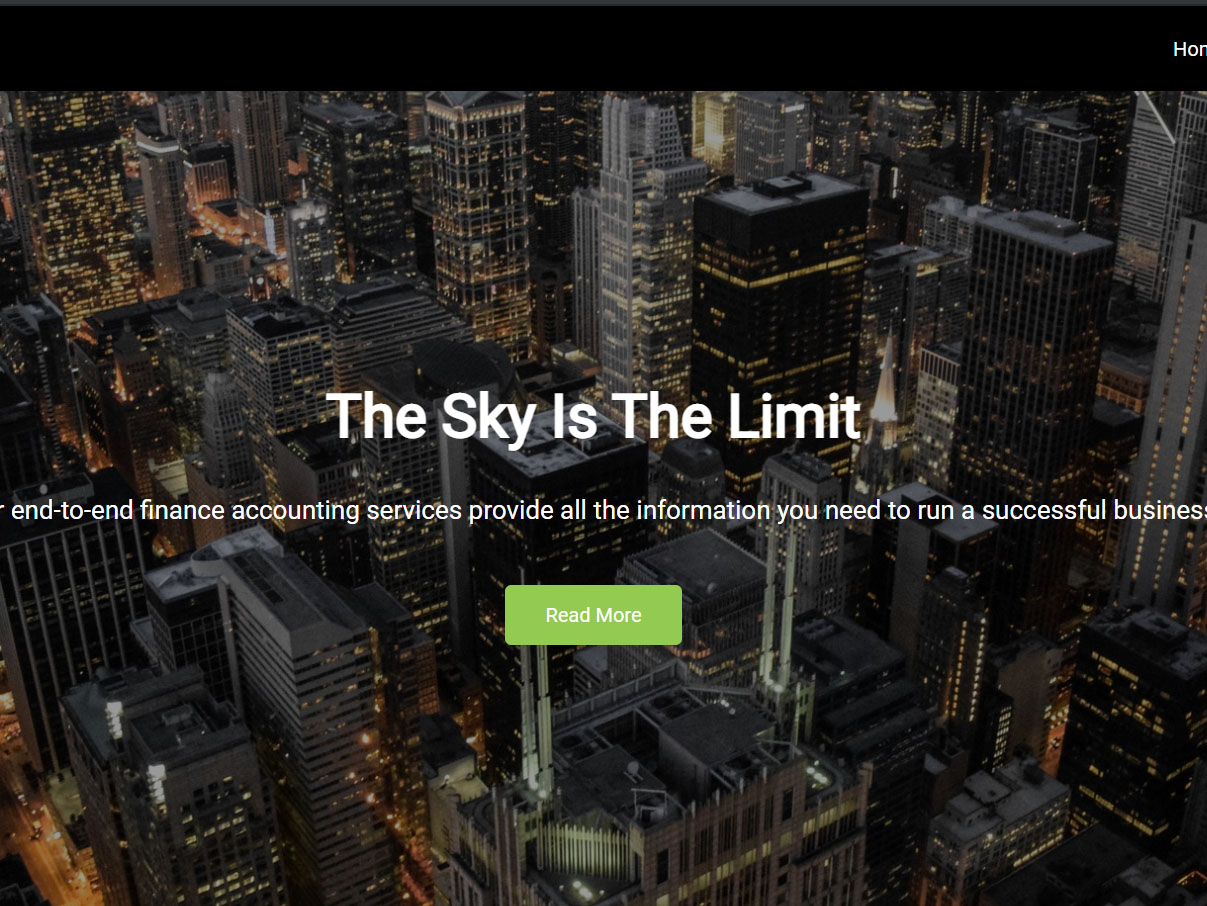 The Sky Is The Limit
end-to-end finance accounting services provide all the information you need to run a successful business
Read More